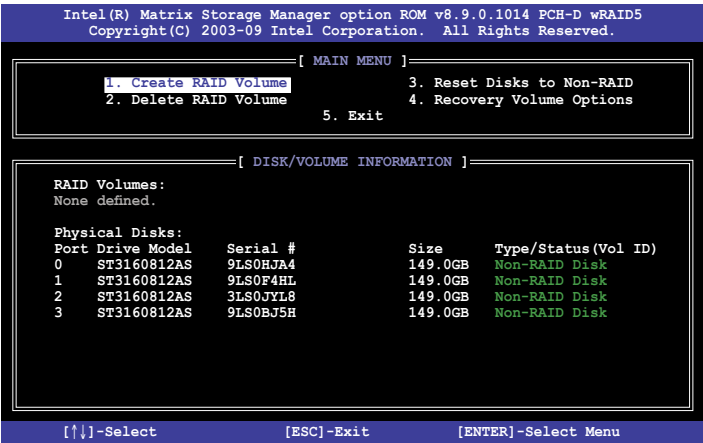 Intel(R) Matrix Storage Manager option ROM v8.9.0.1014 PCH-D wRAID5
Copyright(C) 2003-09 Intel Corporation. All Rights Reserved.
[ MAIN MENU ]
1. Create RAID Volume 3. Reset Disks to Non-RAID
2. Delete RAID Volume 4. Recovery Volume Options
5. Exit
[ DISK/VOLUME INFORMATION ]
RAID Volumes:
None defined.
Physical Disks:
Port Drive Model Serial # Size Type/Status(Vol ID)
0 ST3160812AS 9LS0HJA4 149.0GB Non-RAID Disk
1 ST3160812AS 9LS0F4HL 149.0GB Non-RAID Disk
2 ST3160812AS 3LS0JYL8 149.0GB Non-RAID Disk
3 ST3160812AS 9LS0BJ5H 149.0GB Non-RAID Disk
[↑↓]-Select [ESC]-Exit [ENTER]-Select Menu